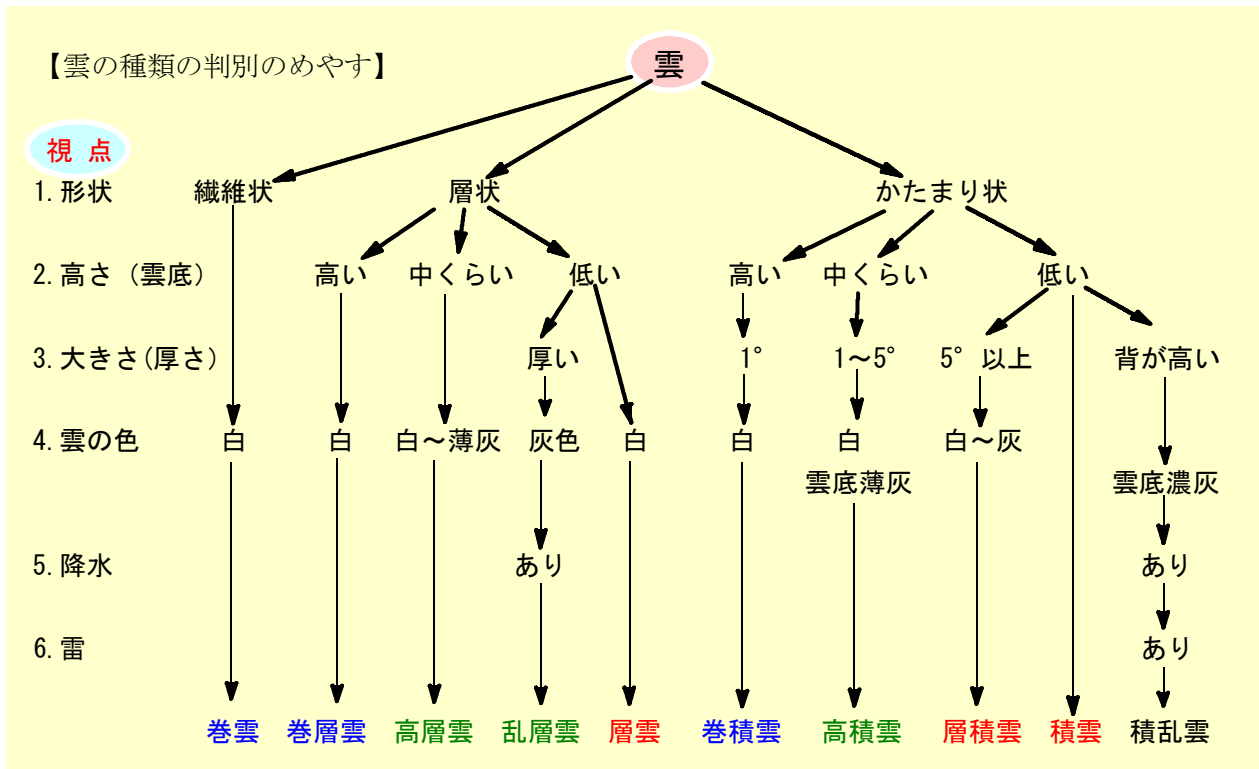 【雲の種類の判別のめやす】
雲
視 点
1.形状 繊維状 層状 かたまり状
2.高さ（雲底） 高い 中くらい 低い 高い 中くらい 低い
3.大きさ(厚さ) 厚い 1° 1～5° 5°以上 背が高い
4.雲の色 白 白 白～薄灰 灰色 白 白 白 白～灰
雲底薄灰 雲底濃灰
5.降水 あり あり
6.雷 あり
巻雲 巻層雲 高層雲 乱層雲 層雲 巻積雲 高積雲 層積雲 積雲 積乱雲